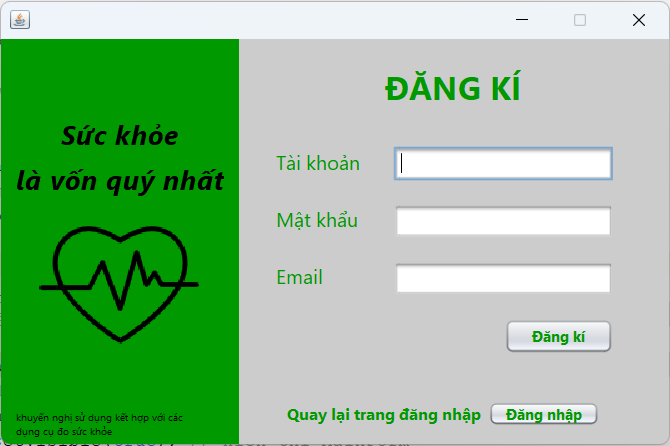 Sức khỏe
là vốn quý nhất
khuyến nghị sử dụng kết hợp với các
dụng cụ đo sức khỏe
ĐĂNG KÍ
Tài khoản
Mật khẩu
Email
Đăng kí
Quay lại trang đăng nhập
Đăng nhập